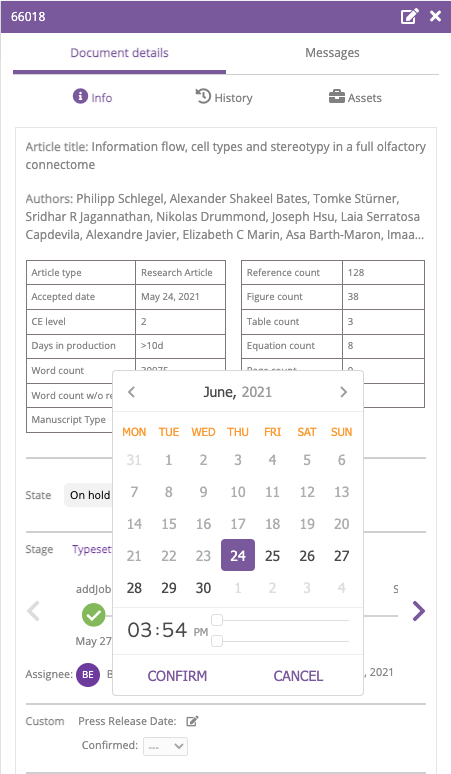 66018
Document details Messages
Info History Assets
Article title: Information flow, cell types and stereotypy in a full olfactory
connectome
Authors: Philipp Schlegel, Alexander Shakeel Bates, Tomke Stürner,
Sridhar R Jagannathan, Nikolas Drummond, Joseph Hsu, Laia Serratosa
Capdevila, Alexandre Javier, Elizabeth C Marin, Asa Barth-Maron, Imaa...
Article type Research Article Reference count 128
Accepted date May 24, 2021 Figure count 38
CE level 2 Table count 3
Days in production >10d Equation count 8
Word count
Word count w/o
Manuscript Type
June, 2021
MON TUE WED THU FRI SAT SUN
31 1 2 3 4 5 6
7 8 9 10 11 12 13
14 15 16 17 18 19 20
21 22 23 24 25 26 27
28 29 30 1 2 3 4
03:54 PM
CONFIRM CANCEL
State On hold
Stage Typeset
addJob S
May 27
Assignee: BE B , 2021
Custom Press Release Date:
Confirmed: ---